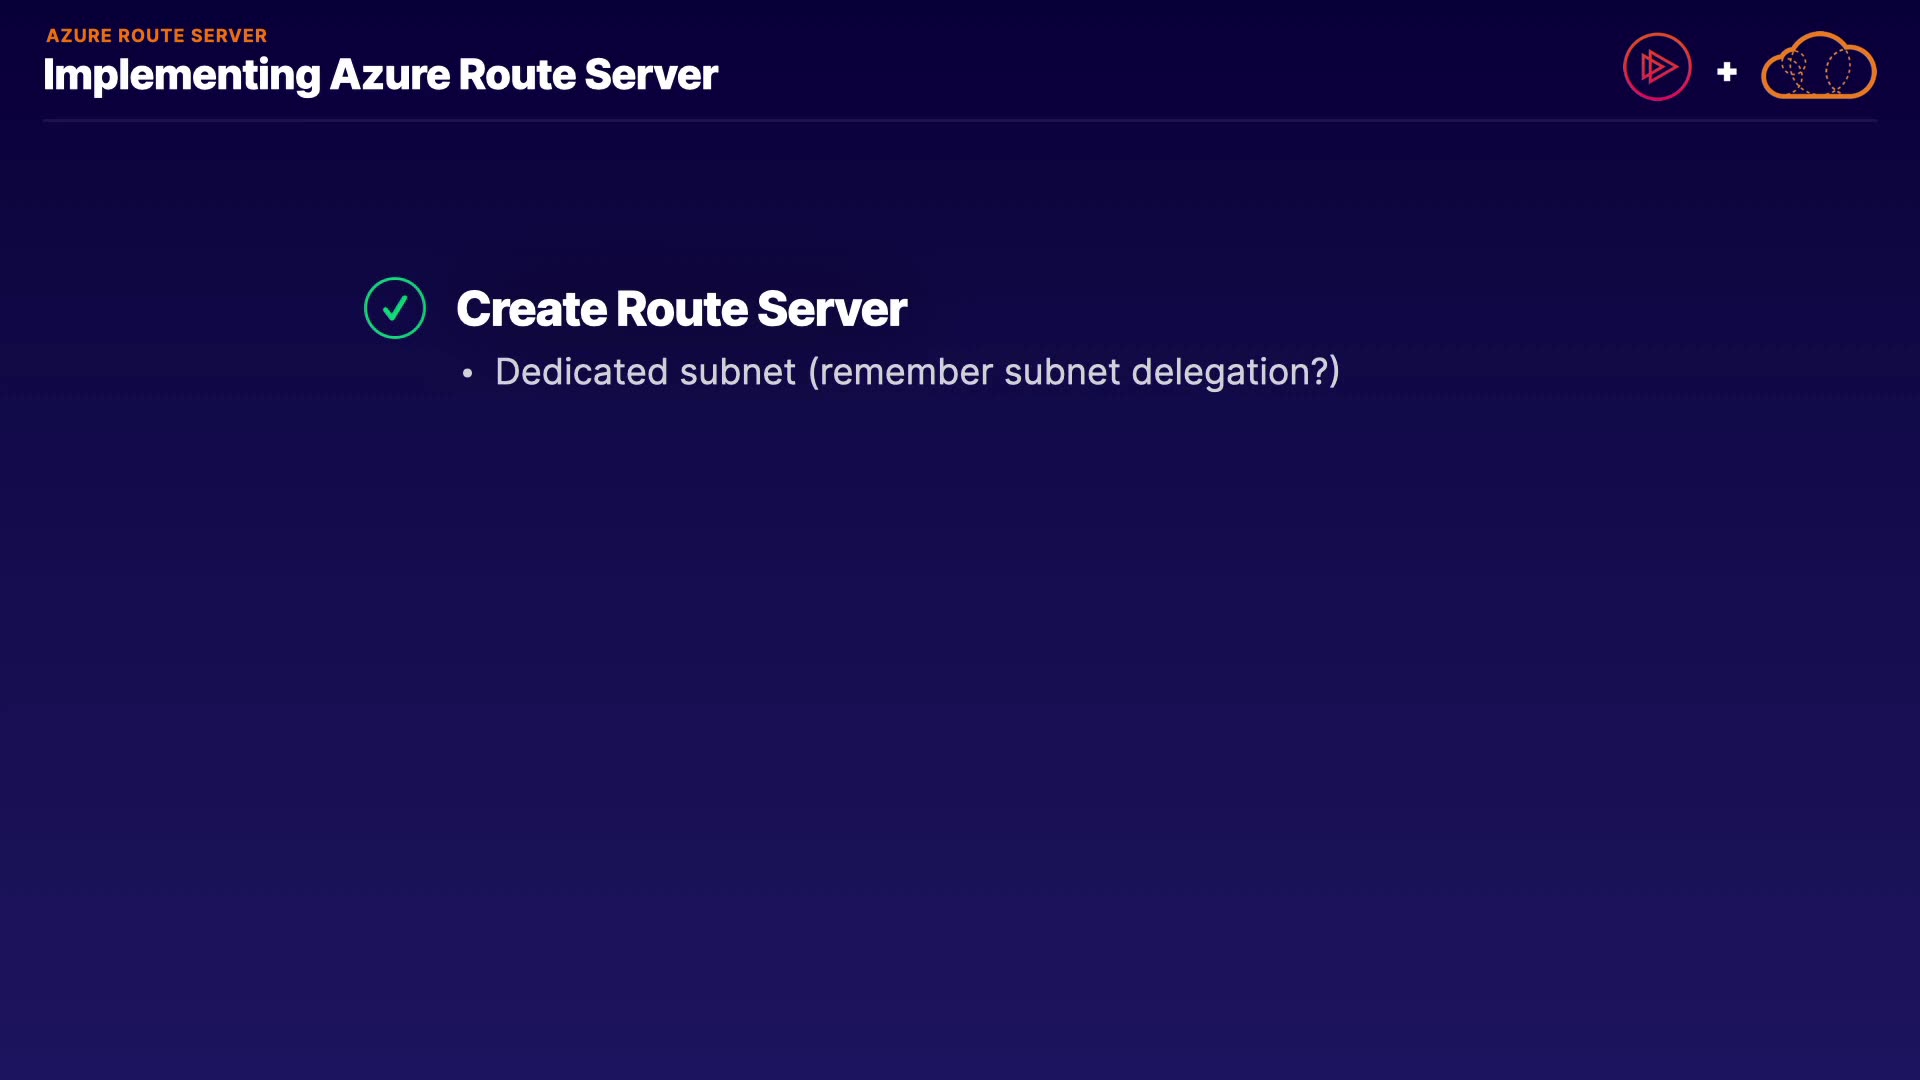 AZURE ROUTE SERVER
Implementing Azure Route Server
Create Route Server
• Dedicated subnet (remember subnet delegation?)